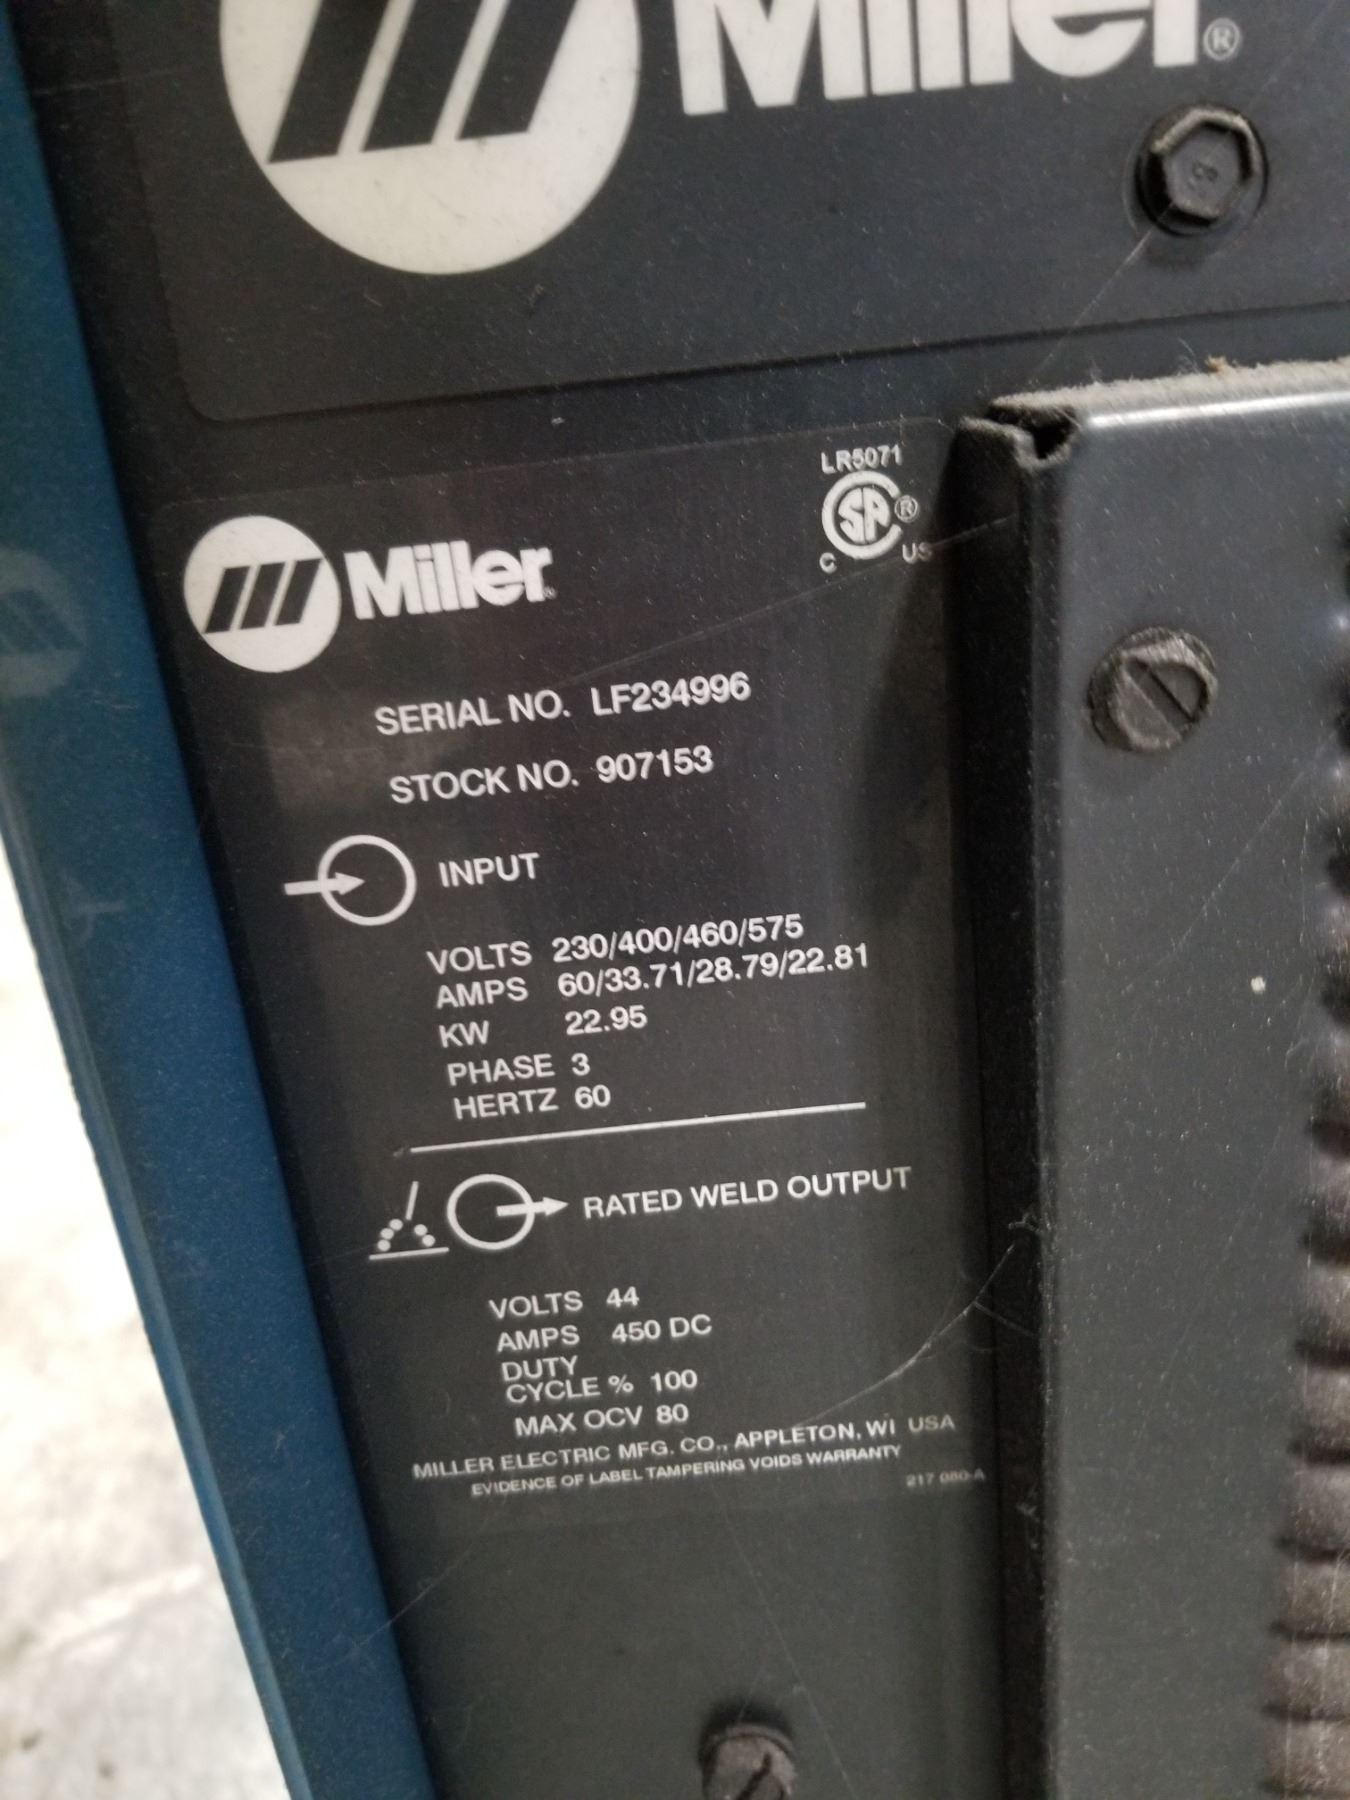 Miller®
8
LR5071
SP®
C US
Miller
SERIAL NO. LF234996
STOCK NO. 907153
INPUT
VOLTS 230/400/460/575
AMPS 60/33.71/28.79/22.81
KW 22.95
PHASE 3
HERTZ 60
RATED WELD OUTPUT
VOLTS 44
AMPS 450 DC
DUTY
CYCLE % 100
MAX OCV 80
MILLER ELECTRIC MFG. CO., APPLETON, WI USA
EVIDENCE OF LABEL TAMPERING VOIDS WARRANTY
217 080-A